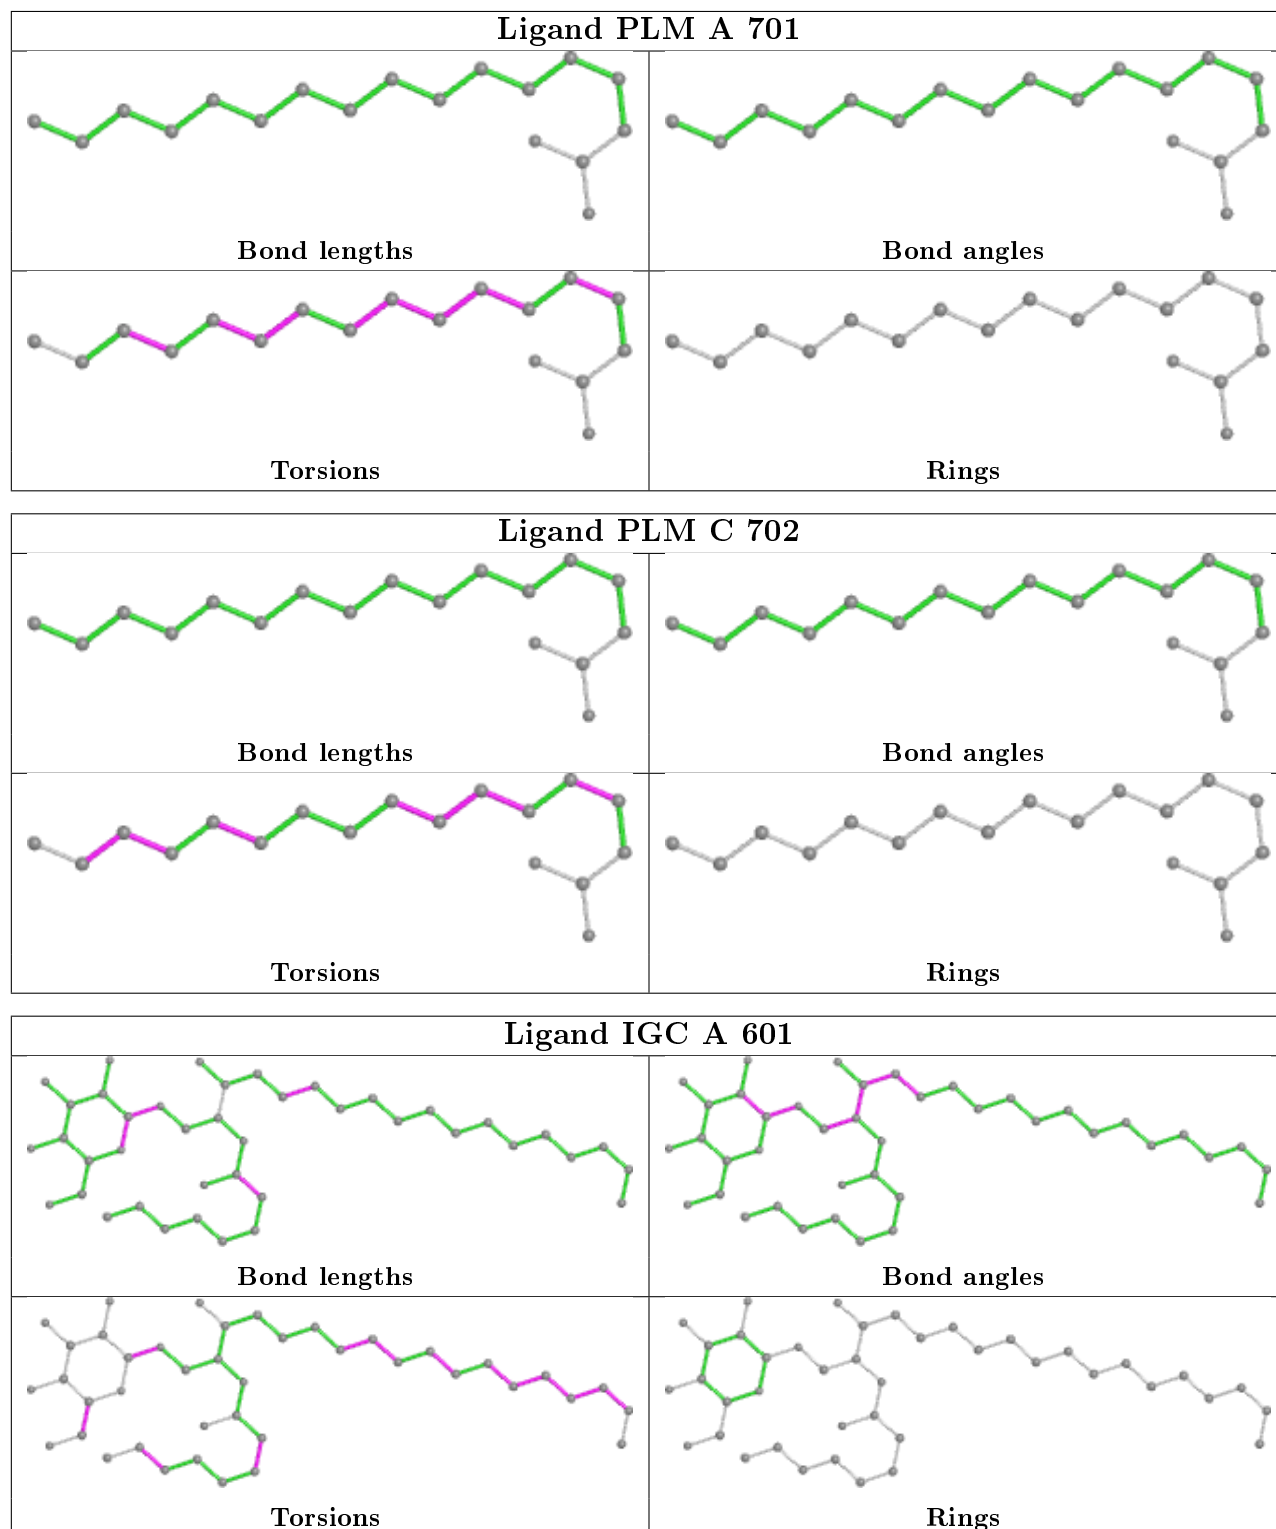 Ligand PLM A 701
Bond lengths
Bond angles
Torsions
Rings
Ligand PLM C 702
Bond lengths
Bond angles
Torsions
Rings
Ligand IGC A 601
Bond lengths
Bond angles
Torsions
Rings